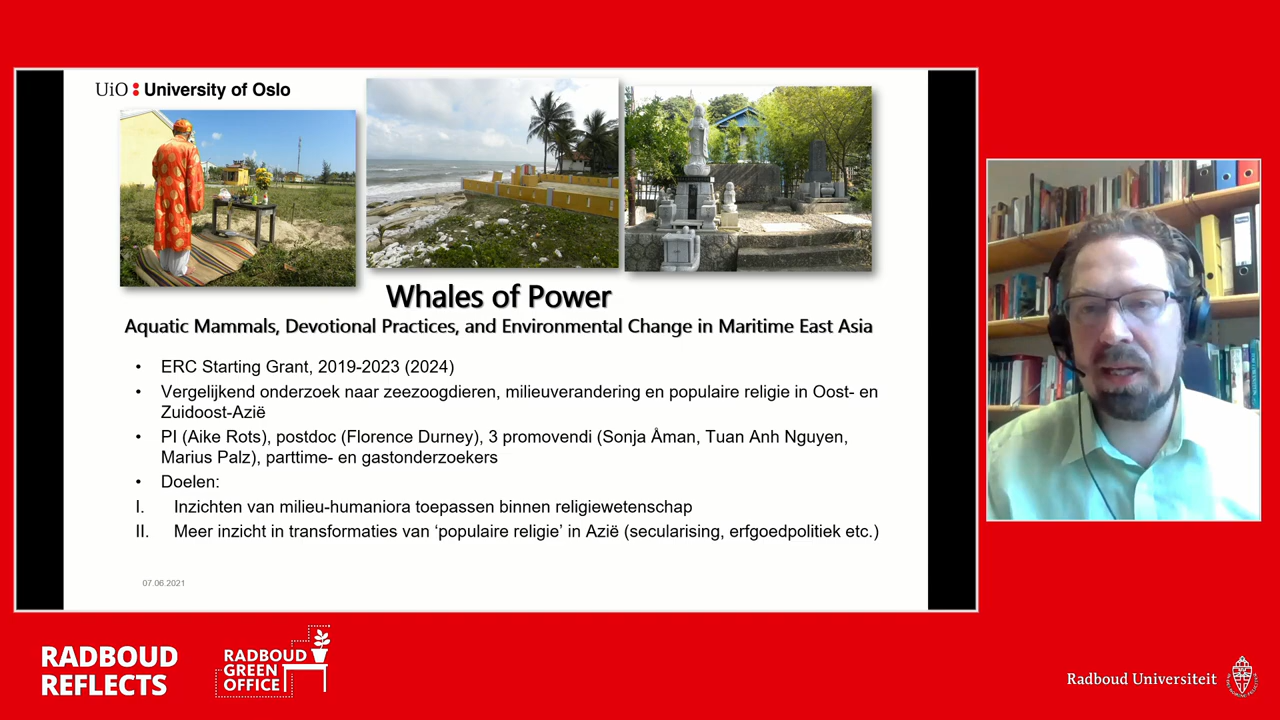 UiO : University of Oslo
Whales of Power
Aquatic Mammals, Devotional Practices, and Environmental Change in Maritime East Asia
• ERC Starting Grant, 2019-2023 (2024)
• Vergelijkend onderzoek naar zeezoogdieren, milieuverandering en populaire religie in Oost- en
Zuidoost-Azië
• PI (Aike Rots), postdoc (Florence Durney), 3 promovendi (Sonja Åman, Tuan Anh Nguyen,
Marius Palz), parttime- en gastonderzoekers
• Doelen:
I. Inzichten van milieu-humaniora toepassen binnen religiewetenschap
II. Meer inzicht in transformaties van ‘populaire religie’ in Azië (secularising, erfgoedpolitiek etc.)
07.06.2021
RADBOUD
REFLECTS
RADBOUD
GREEN
OFFICE
Radboud Universiteit